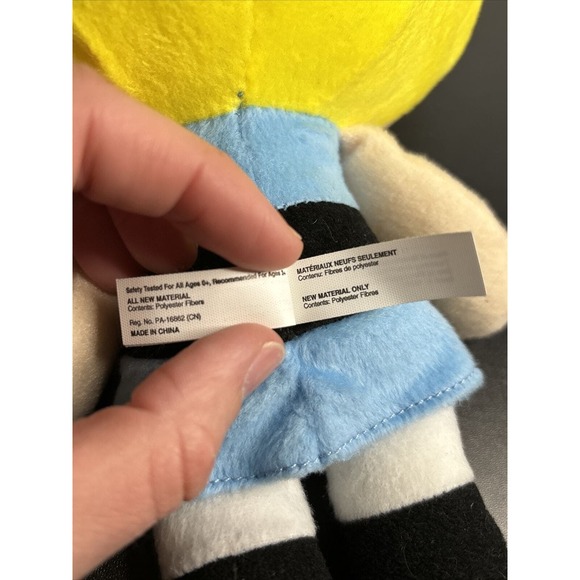 Safety Tested For All Ages 0+, Recommended For Ages
ALL NEW MATERIAL
Contents: Polyester Fibers
Reg. No. PA-16862 (CN)
MADE IN CHINA
MATÉRIAUX NEUFS SEULEMENT
Contenu: Fibres de polyester
NEW MATERIAL ONLY
Contents: Polyester Fibres